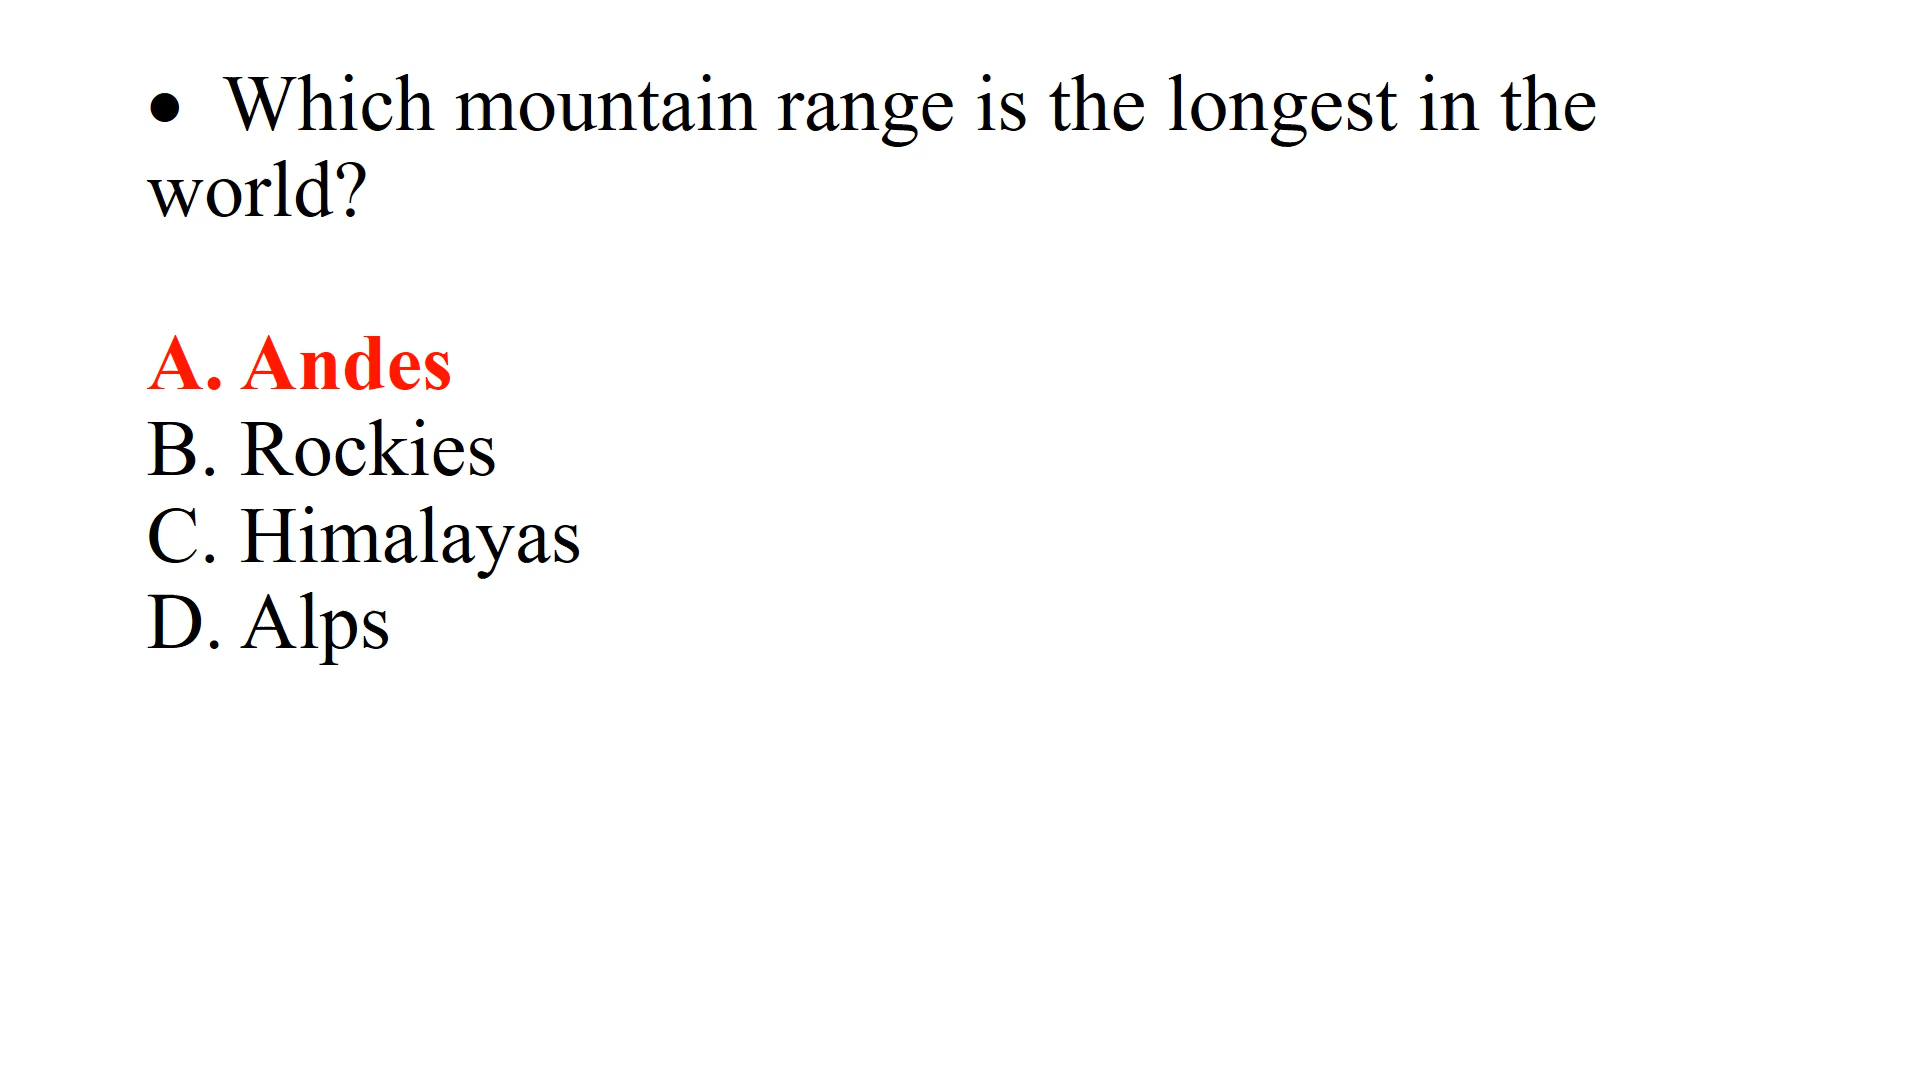 • Which mountain range is the longest in the
world?
A. Andes
B. Rockies
C. Himalayas
D. Alps